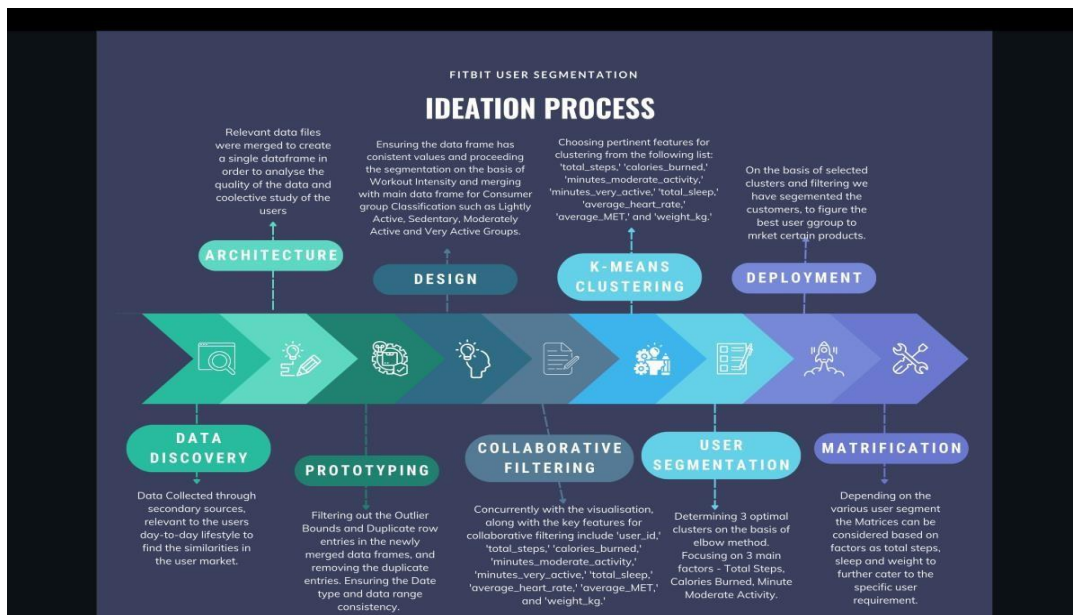 FITBIT USER SEGMENTATION
IDEATION PROCESS
Relevant data files
were merged to create
a single dataframe in
order to analyse the
quality of the data and
coolective study of the
users
ARCHITECTURE
Ensuring the data frame has
conistent values and proceeding
the segmentation on the basis of
Workout Intensity and merging
with main data frame for Consumer
group Classification such as Lightly
Active, Sedentary, Moderately
Active and Very Active Groups.
DESIGN
Choosing pertinent features for
clustering from the following list:
'total_steps,' 'calories_burned,'
'minutes_moderate_activity,'
'minutes_very_active,' 'total_sleep,'
'average_heart_rate,'
'average_MET,' and 'weight_kg.'
K-MEANS
CLUSTERING
On the basis of selected
clusters and filtering we
have segemented the
customers, to figure the
best user ggroup to
mrket certain products.
DEPLOYMENT
DATA
DISCOVERY
Data Collected through
secondary sources,
relevant to the users
day-to-day lifestyle to
find the similarities in
the user market.
PROTOTYPING
Filtering out the Outlier
Bounds and Duplicate row
entries in the newly
merged data frames, and
removing the duplicate
entries. Ensuring the Date
type and data range
consistency.
COLLABORATIVE
FILTERING
Concurrently with the visualisation,
along with the key features for
collaborative filtering include 'user_id,'
'total_steps,' 'calories_burned,'
'minutes_moderate_activity,'
'minutes_very_active,' 'total_sleep,'
'average_heart_rate,' 'average_MET,'
and 'weight_kg.'
USER
SEGMENTATION
Determining 3 optimal
clusters on the basis of
elbow method.
Focusing on 3 main
factors - Total Steps,
Calories Burned, Minute
Moderate Activity.
MATRIFICATION
Depending on the
various user segment
the Matrices can be
considered based on
factors as total steps,
sleep and weight to
further cater to the
specific user
requirement.